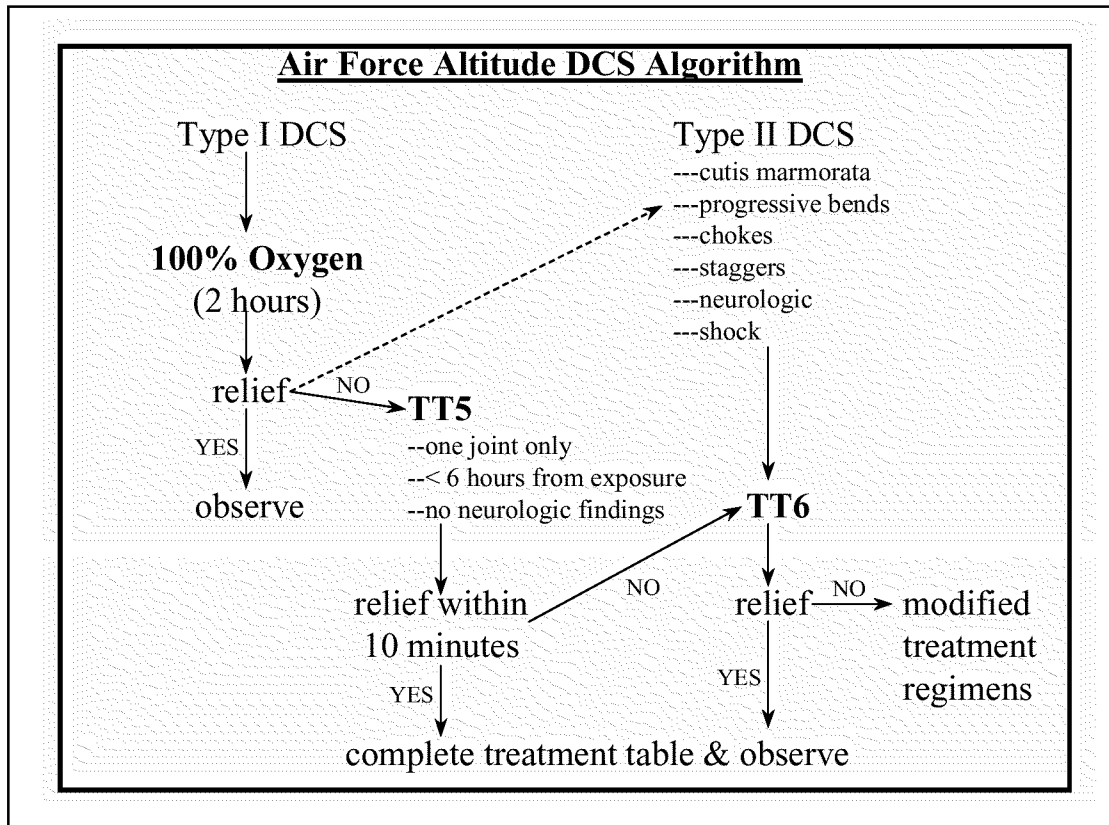 Air Force Altitude DCS Algorithm
Type I DCS
100% Oxygen
(2 hours)
relief
YES
observe
NO
TT5
--one joint only
--< 6 hours from exposure
--no neurologic findings
relief within
10 minutes
YES
NO
Type II DCS
---cutis marmorata
---progressive bends
---chokes
---staggers
---neurologic
---shock
TT6
relief
NO
modified
treatment
regimens
YES
complete treatment table & observe